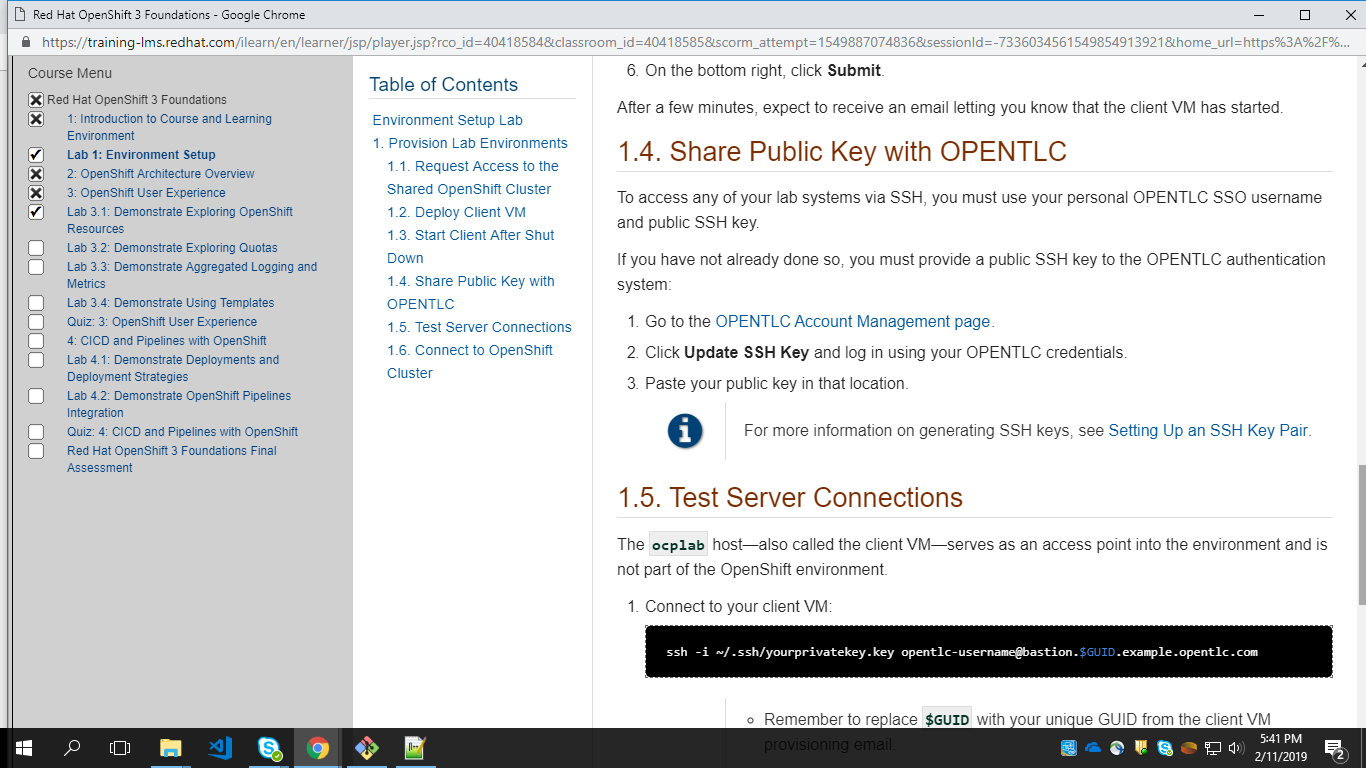 Red Hat OpenShift 3 Foundations - Google Chrome
https://training-lms.redhat.com/ilearn/en/learner/jsp/player.jsp?rco_id=40418584&classroom_id=40418585&scorm_attempt=1549887074836&sessionId=-7336034561549854913921&home_url=https%3A%2F%...
Course Menu
Red Hat OpenShift 3 Foundations
1: Introduction to Course and Learning
Environment
Lab 1: Environment Setup
2: OpenShift Architecture Overview
3: OpenShift User Experience
Lab 3.1: Demonstrate Exploring OpenShift
Resources
Lab 3.2: Demonstrate Exploring Quotas
Lab 3.3: Demonstrate Aggregated Logging and
Metrics
Lab 3.4: Demonstrate Using Templates
Quiz: 3: OpenShift User Experience
4: CICD and Pipelines with OpenShift
Lab 4.1: Demonstrate Deployments and
Deployment Strategies
Lab 4.2: Demonstrate OpenShift Pipelines
Integration
Quiz: 4: CICD and Pipelines with OpenShift
Red Hat OpenShift 3 Foundations Final
Assessment
Table of Contents
Environment Setup Lab
1. Provision Lab Environments
1.1. Request Access to the
Shared OpenShift Cluster
1.2. Deploy Client VM
1.3. Start Client After Shut
Down
1.4. Share Public Key with
OPENTLC
1.5. Test Server Connections
1.6. Connect to OpenShift
Cluster
6. On the bottom right, click Submit.
After a few minutes, expect to receive an email letting you know that the client VM has started.
1.4. Share Public Key with OPENTLC
To access any of your lab systems via SSH, you must use your personal OPENTLC SSO username
and public SSH key.
If you have not already done so, you must provide a public SSH key to the OPENTLC authentication
system:
1. Go to the OPENTLC Account Management page.
2. Click Update SSH Key and log in using your OPENTLC credentials.
3. Paste your public key in that location.
For more information on generating SSH keys, see Setting Up an SSH Key Pair.
1.5. Test Server Connections
The ocplab host—also called the client VM—serves as an access point into the environment and is
not part of the OpenShift environment.
1. Connect to your client VM:
ssh -i ~/.ssh/yourprivatekey.key opentlc-username@bastion.$GUID.example.opentlc.com
Remember to replace $GUID with your unique GUID from the client VM
provisioning email
5:41 PM
2/11/2019
2